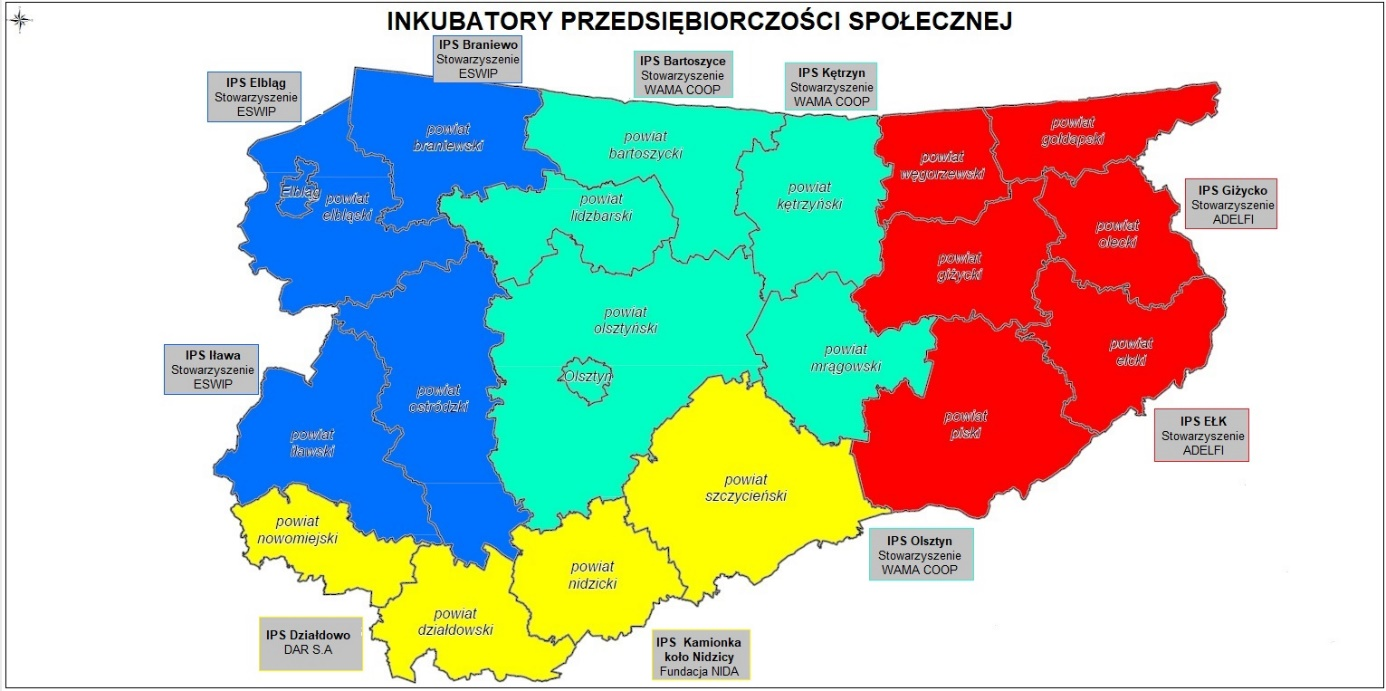 INKUBATORY PRZEDSIĘBIORCZOŚCI SPOŁECZNEJ
IPS Braniewo
Stowarzyszenie
ESWIP
IPS Elbląg
Stowarzyszenie
ESWIP
IPS Bartoszyce
Stowarzyszenie
WAMA COOP
IPS Kętrzyn
Stowarzyszenie
WAMA COOP
powiat
braniewski
powiat
bartoszycki
powiat
gołdapski
powiat
węgorzewski
Elbląg
powiat
elbląski
powiat
lidzbarski
powiat
kętrzyński
IPS Giżycko
Stowarzyszenie
ADELFI
powiat
olecki
powiat
giżycki
powiat
olsztyński
IPS Iława
Stowarzyszenie
ESWIP
powiat
mrągowski
powiat
ełcki
Olsztyn
powiat
ostródzki
powiat
piski
IPS EŁK
Stowarzyszenie
ADELFI
powiat
iławski
powiat
szczycieński
powiat
nowomiejski
IPS Olsztyn
Stowarzyszenie
WAMA COOP
powiat
nidzicki
powiat
działdowski
IPS Działdowo
DAR S.A
IPS Kamionka
koło Nidzicy
Fundacja NIDA